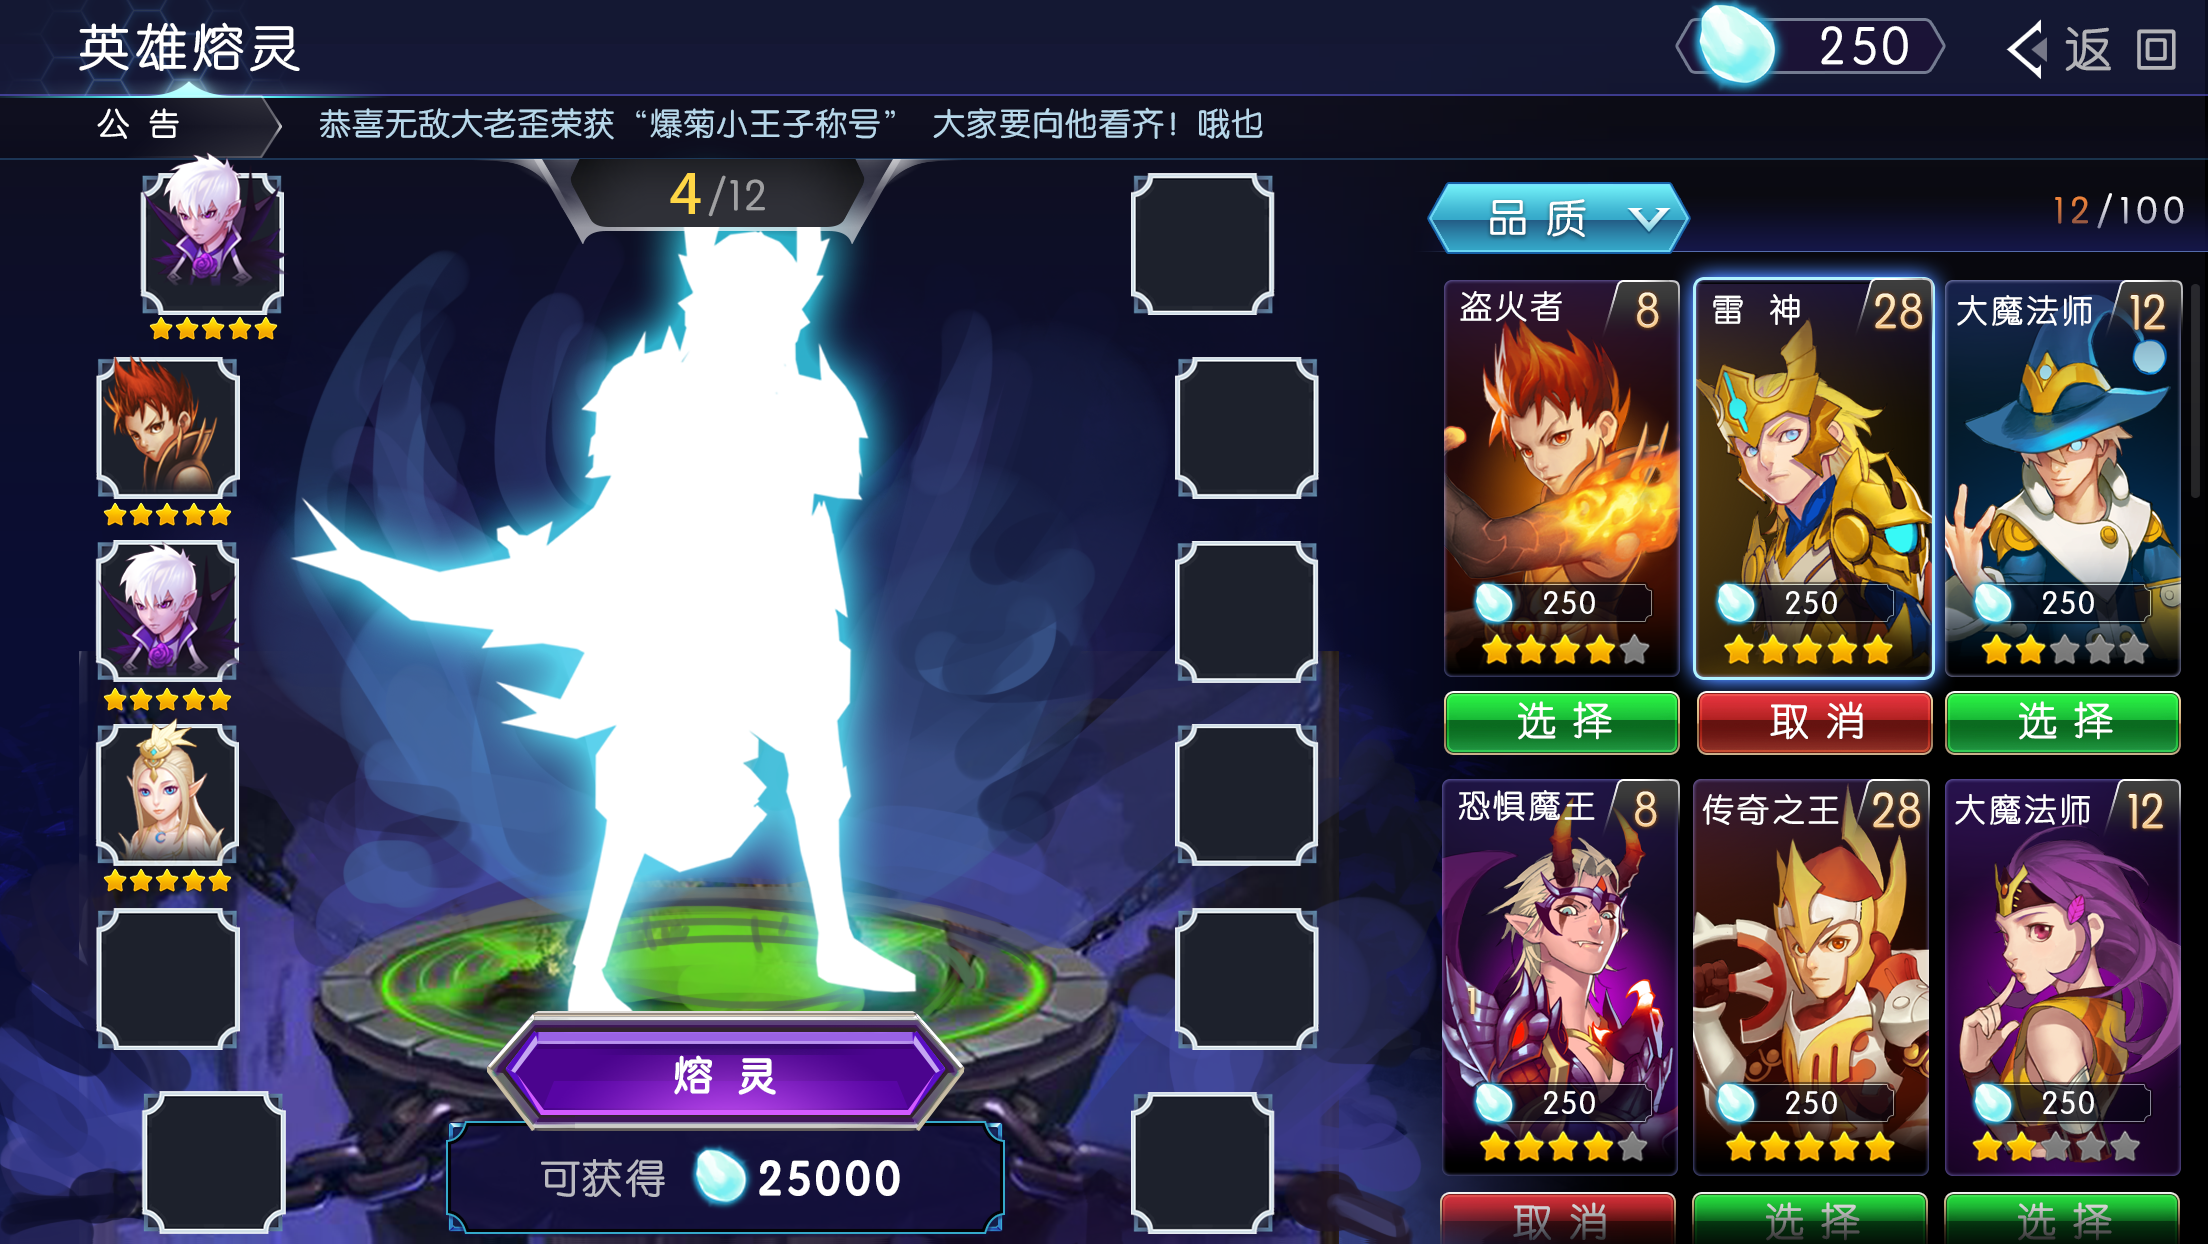 英雄熔灵
250
返回
公告
恭喜无敌大老歪荣获“爆菊小王子称号” 大家要向他看齐！哦也
4/12
品质
12/100
盗火者 8
雷神 28
大魔法师 12
250
250
250
选择
取消
选择
恐惧魔王 8
传奇之王 28
大魔法师 12
250
250
250
取消
选择
选择
熔灵
可获得 25000